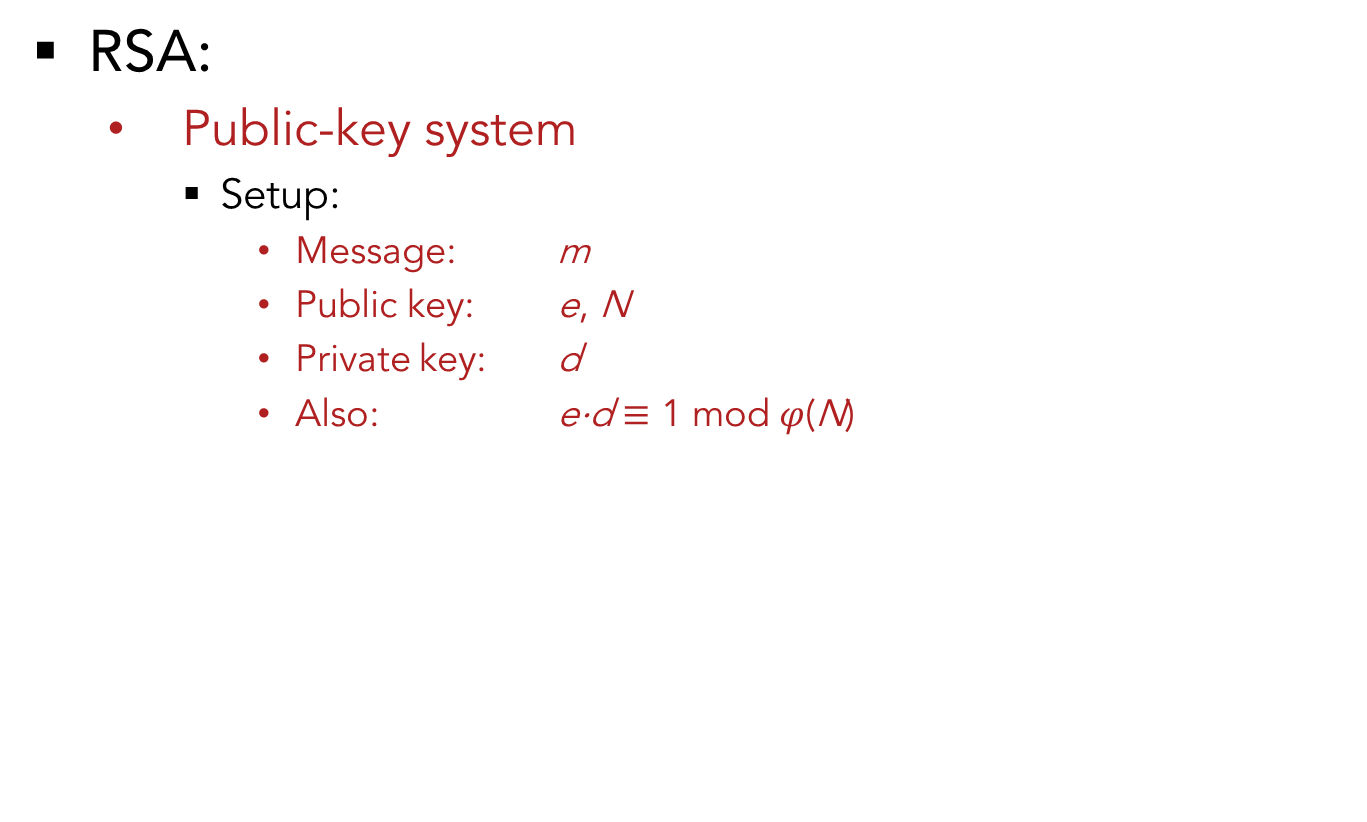 ▪ RSA:
• Public-key system
▪ Setup:
• Message: m
• Public key: e, N
• Private key: d
• Also: e·d ≡ 1 mod φ(N)